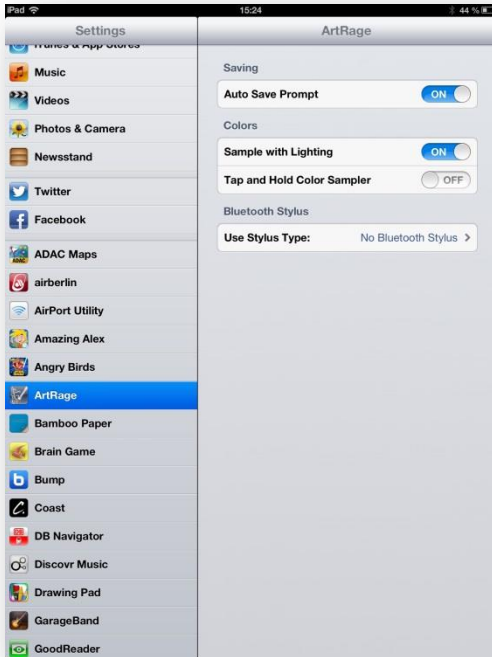 iPad 15:24 44 %
Settings ArtRage
iTunes & App Stores
Music
Videos
Photos & Camera
Newsstand
Twitter
Facebook
ADAC Maps
airberlin
AirPort Utility
Amazing Alex
Angry Birds
ArtRage
Bamboo Paper
Brain Game
Bump
Coast
DB Navigator
Discovr Music
Drawing Pad
GarageBand
GoodReader
Saving
Auto Save Prompt ON
Colors
Sample with Lighting ON
Tap and Hold Color Sampler OFF
Bluetooth Stylus
Use Stylus Type: No Bluetooth Stylus